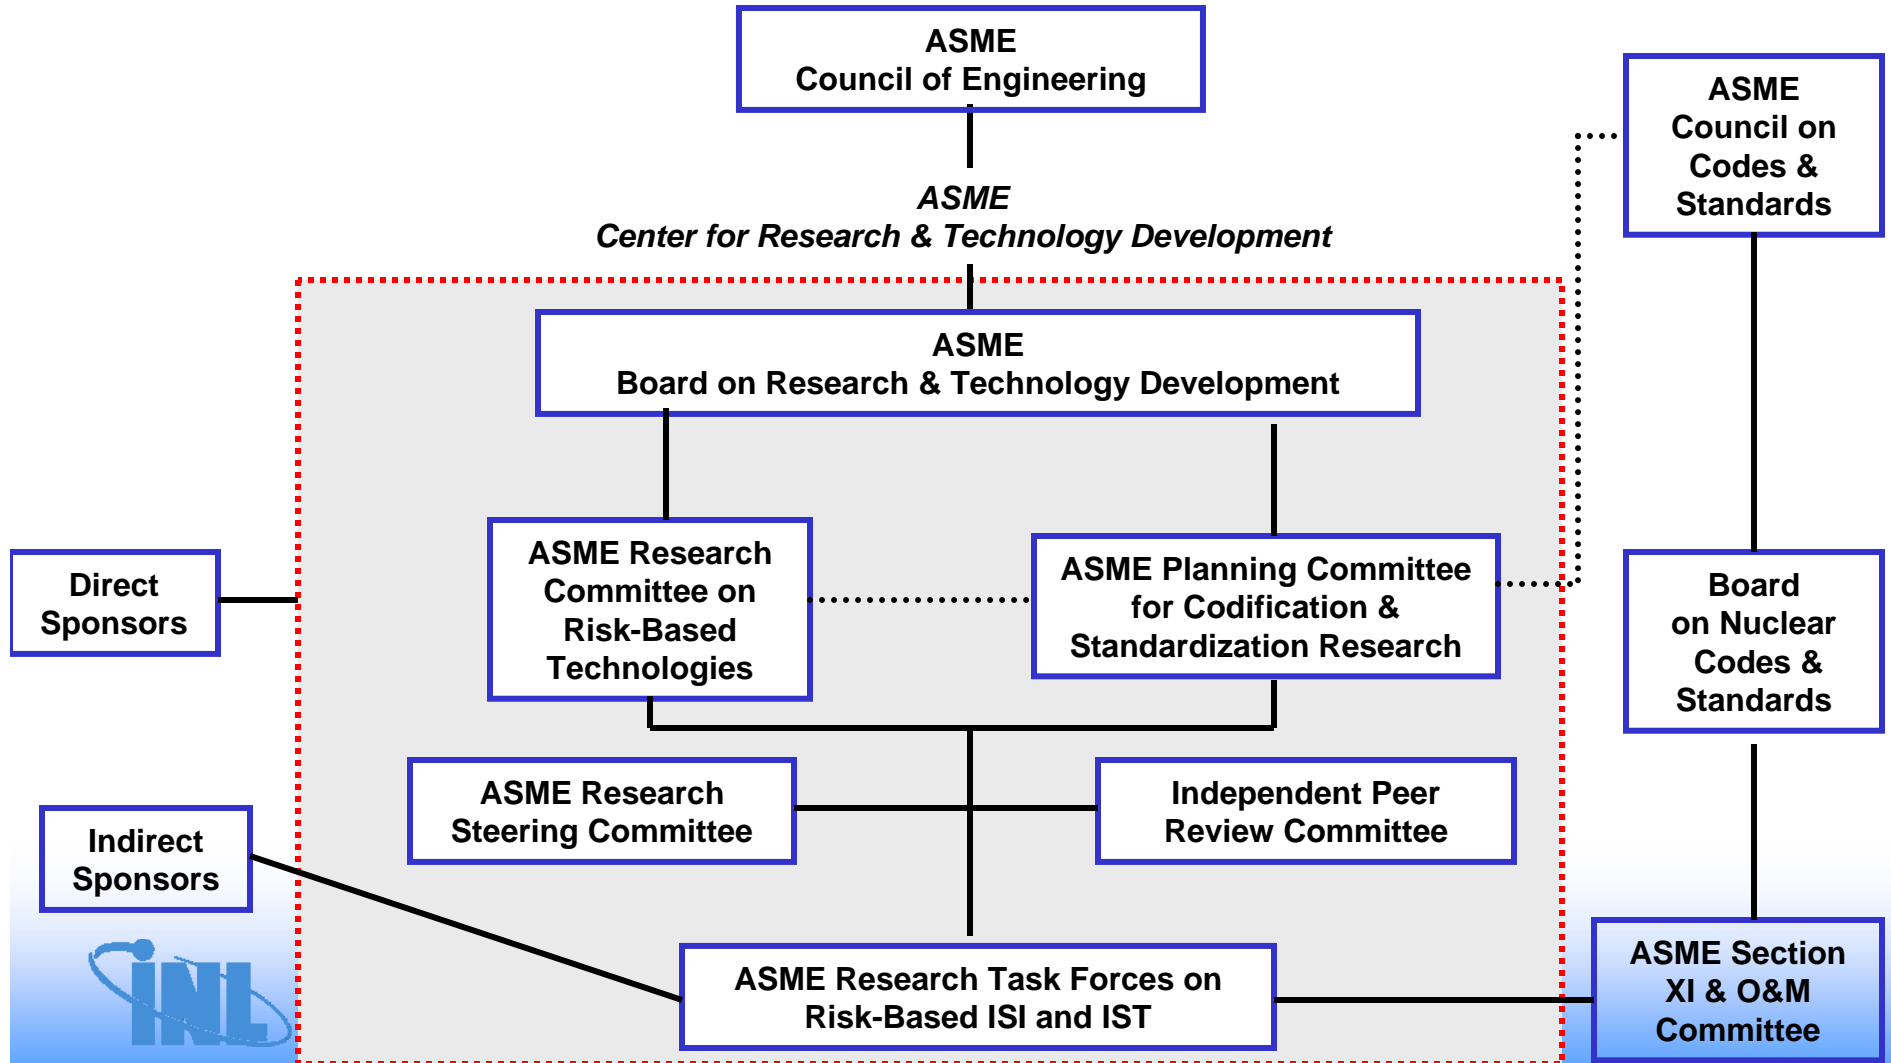 ASME
Council of Engineering
ASME
Council on
Codes &
Standards
ASME
Center for Research & Technology Development
ASME
Board on Research & Technology Development
Direct
Sponsors
ASME Research
Committee on
Risk-Based
Technologies
ASME Planning Committee
for Codification &
Standardization Research
Board
on Nuclear
Codes &
Standards
ASME Research
Steering Committee
Independent Peer
Review Committee
Indirect
Sponsors
ASME Research Task Forces on
Risk-Based ISI and IST
ASME Section
XI & O&M
Committee
iNL